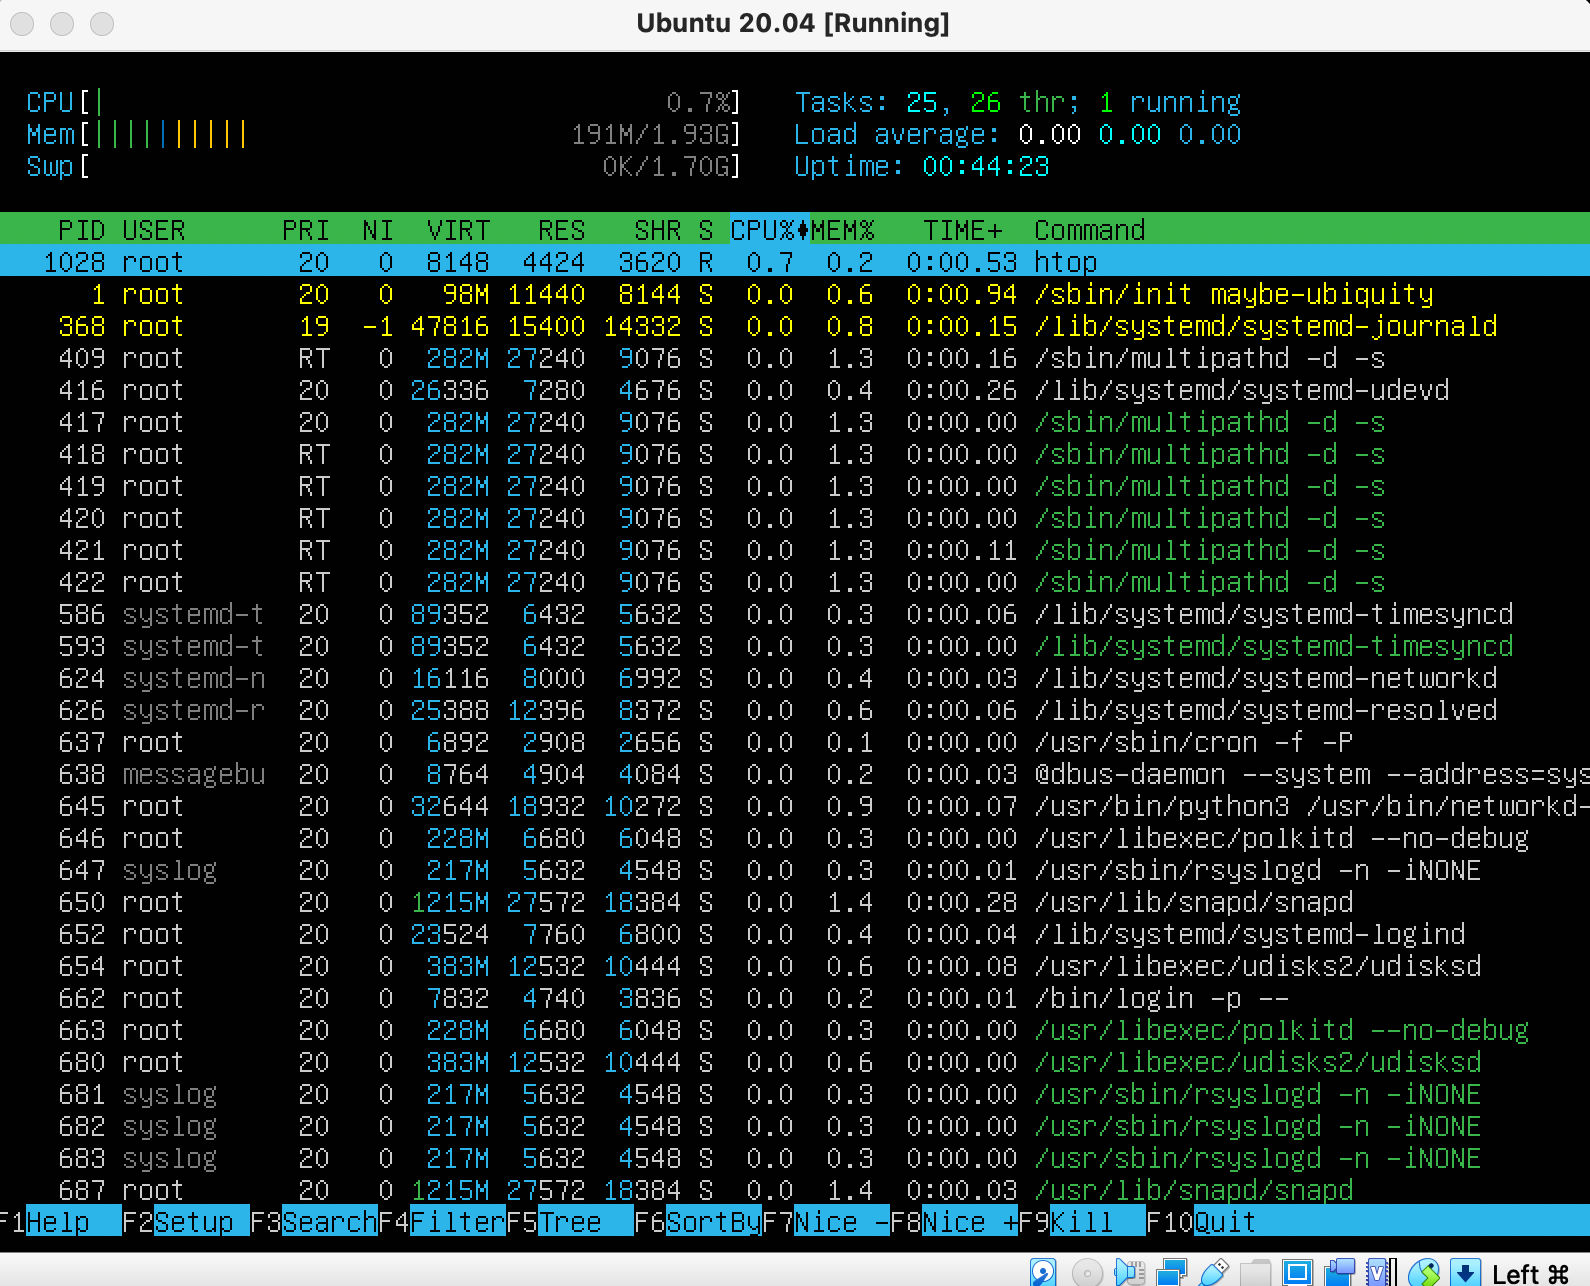 Ubuntu 20.04 [Running]
CPU[| 0.7%] Tasks: 25, 26 thr; 1 running
Mem[|||||||||| 191M/1.93G] Load average: 0.00 0.00 0.00
Swp[ 0K/1.70G] Uptime: 00:44:23
PID USER PRI NI VIRT RES SHR S CPU% MEM% TIME+ Command
1028 root 20 0 8148 4424 3620 R 0.7 0.2 0:00.53 htop
1 root 20 0 98M 11440 8144 S 0.0 0.6 0:00.94 /sbin/init maybe-ubiquity
368 root 19 -1 47816 15400 14332 S 0.0 0.8 0:00.15 /lib/systemd/systemd-journald
409 root RT 0 282M 27240 9076 S 0.0 1.3 0:00.16 /sbin/multipathd -d -s
416 root 20 0 26336 7280 4676 S 0.0 0.4 0:00.26 /lib/systemd/systemd-udevd
417 root 20 0 282M 27240 9076 S 0.0 1.3 0:00.00 /sbin/multipathd -d -s
418 root RT 0 282M 27240 9076 S 0.0 1.3 0:00.00 /sbin/multipathd -d -s
419 root RT 0 282M 27240 9076 S 0.0 1.3 0:00.00 /sbin/multipathd -d -s
420 root RT 0 282M 27240 9076 S 0.0 1.3 0:00.00 /sbin/multipathd -d -s
421 root RT 0 282M 27240 9076 S 0.0 1.3 0:00.11 /sbin/multipathd -d -s
422 root RT 0 282M 27240 9076 S 0.0 1.3 0:00.00 /sbin/multipathd -d -s
586 systemd-t 20 0 89352 6432 5632 S 0.0 0.3 0:00.06 /lib/systemd/systemd-timesyncd
593 systemd-t 20 0 89352 6432 5632 S 0.0 0.3 0:00.00 /lib/systemd/systemd-timesyncd
624 systemd-n 20 0 16116 8000 6992 S 0.0 0.4 0:00.03 /lib/systemd/systemd-networkd
626 systemd-r 20 0 25388 12396 8372 S 0.0 0.6 0:00.06 /lib/systemd/systemd-resolved
637 root 20 0 6892 2908 2656 S 0.0 0.1 0:00.00 /usr/sbin/cron -f -P
638 messagebu 20 0 8764 4904 4084 S 0.0 0.2 0:00.03 @dbus-daemon --system --address=sys
645 root 20 0 32644 18932 10272 S 0.0 0.9 0:00.07 /usr/bin/python3 /usr/bin/networkd-
646 root 20 0 228M 6680 6048 S 0.0 0.3 0:00.00 /usr/libexec/polkitd --no-debug
647 syslog 20 0 217M 5632 4548 S 0.0 0.3 0:00.01 /usr/sbin/rsyslogd -n -iNONE
650 root 20 0 1215M 27572 18384 S 0.0 1.4 0:00.28 /usr/lib/snapd/snapd
652 root 20 0 23524 7760 6800 S 0.0 0.4 0:00.04 /lib/systemd/systemd-logind
654 root 20 0 383M 12532 10444 S 0.0 0.6 0:00.08 /usr/libexec/udisks2/udisksd
662 root 20 0 7832 4740 3836 S 0.0 0.2 0:00.01 /bin/login -p --
663 root 20 0 228M 6680 6048 S 0.0 0.3 0:00.00 /usr/libexec/polkitd --no-debug
680 root 20 0 383M 12532 10444 S 0.0 0.6 0:00.00 /usr/libexec/udisks2/udisksd
681 syslog 20 0 217M 5632 4548 S 0.0 0.3 0:00.00 /usr/sbin/rsyslogd -n -iNONE
682 syslog 20 0 217M 5632 4548 S 0.0 0.3 0:00.00 /usr/sbin/rsyslogd -n -iNONE
683 syslog 20 0 217M 5632 4548 S 0.0 0.3 0:00.00 /usr/sbin/rsyslogd -n -iNONE
687 root 20 0 1215M 27572 18384 S 0.0 1.4 0:00.03 /usr/lib/snapd/snapd
F1Help F2Setup F3SearchF4FilterF5Tree F6SortByF7Nice -F8Nice +F9Kill F10Quit
Left ⌘